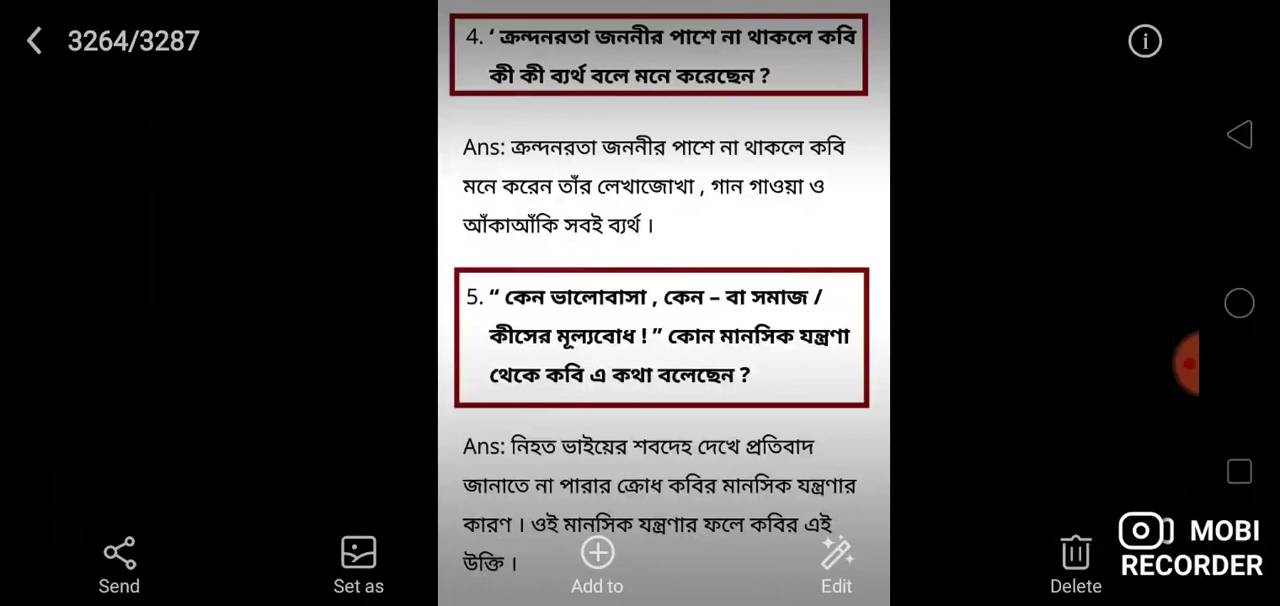 3264/3287
4. ‘ ক্রন্দনরতা জননীর পাশে না থাকলে কবি
কী কী ব্যর্থ বলে মনে করেছেন ?
Ans: ক্রন্দনরতা জননীর পাশে না থাকলে কবি
মনে করেন তাঁর লেখাজোখা , গান গাওয়া ও
আঁকাআঁকি সবই ব্যর্থ ।
5. “ কেন ভালোবাসা , কেন – বা সমাজ /
কীসের মূল্যবোধ ! ” কোন মানসিক যন্ত্রণা
থেকে কবি এ কথা বলেছেন ?
Ans: নিহত ভাইয়ের শবদেহ দেখে প্রতিবাদ
জানাতে না পারার ক্রোধ কবির মানসিক যন্ত্রণার
কারণ । ওই মানসিক যন্ত্রণার ফলে কবির এই
উক্তি ।
Send
Set as
Add to
Edit
Delete
MOBI
RECORDER